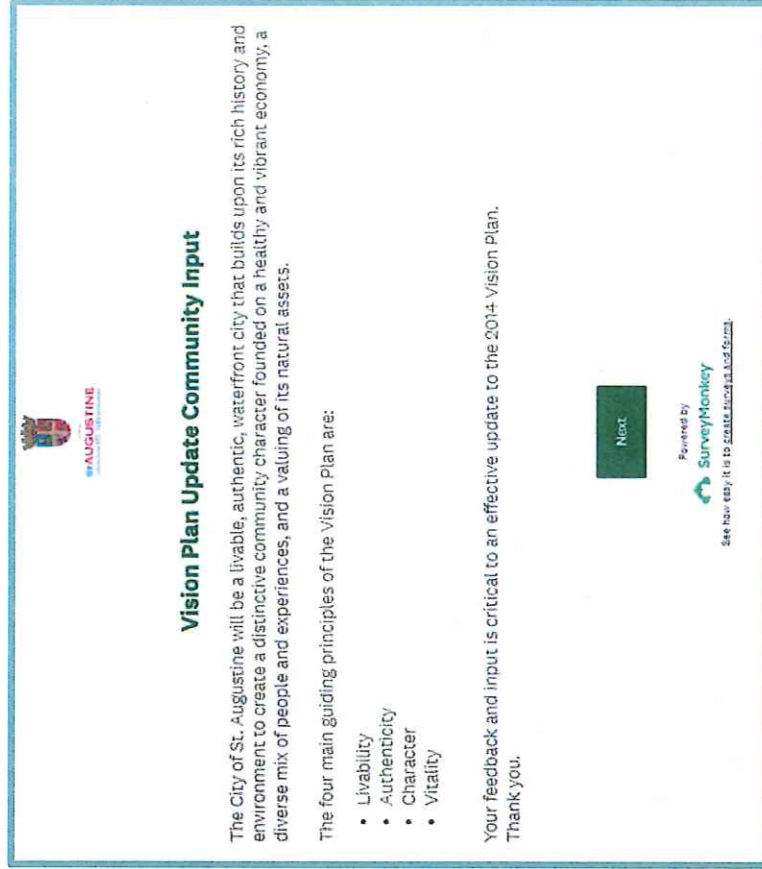 AUGUSTINE
Vision Plan Update Community Input
The City of St. Augustine will be a livable, authentic, waterfront city that builds upon its rich history and
environment to create a distinctive community character founded on a healthy and vibrant economy, a
diverse mix of people and experiences, and a valuing of its natural assets.
The four main guiding principles of the Vision Plan are:
• Livability
• Authenticity
• Character
• Vitality
Your feedback and input is critical to an effective update to the 2014 Vision Plan.
Thank you.
Next
Powered by
SurveyMonkey
See how easy it is to create surveys and forms.